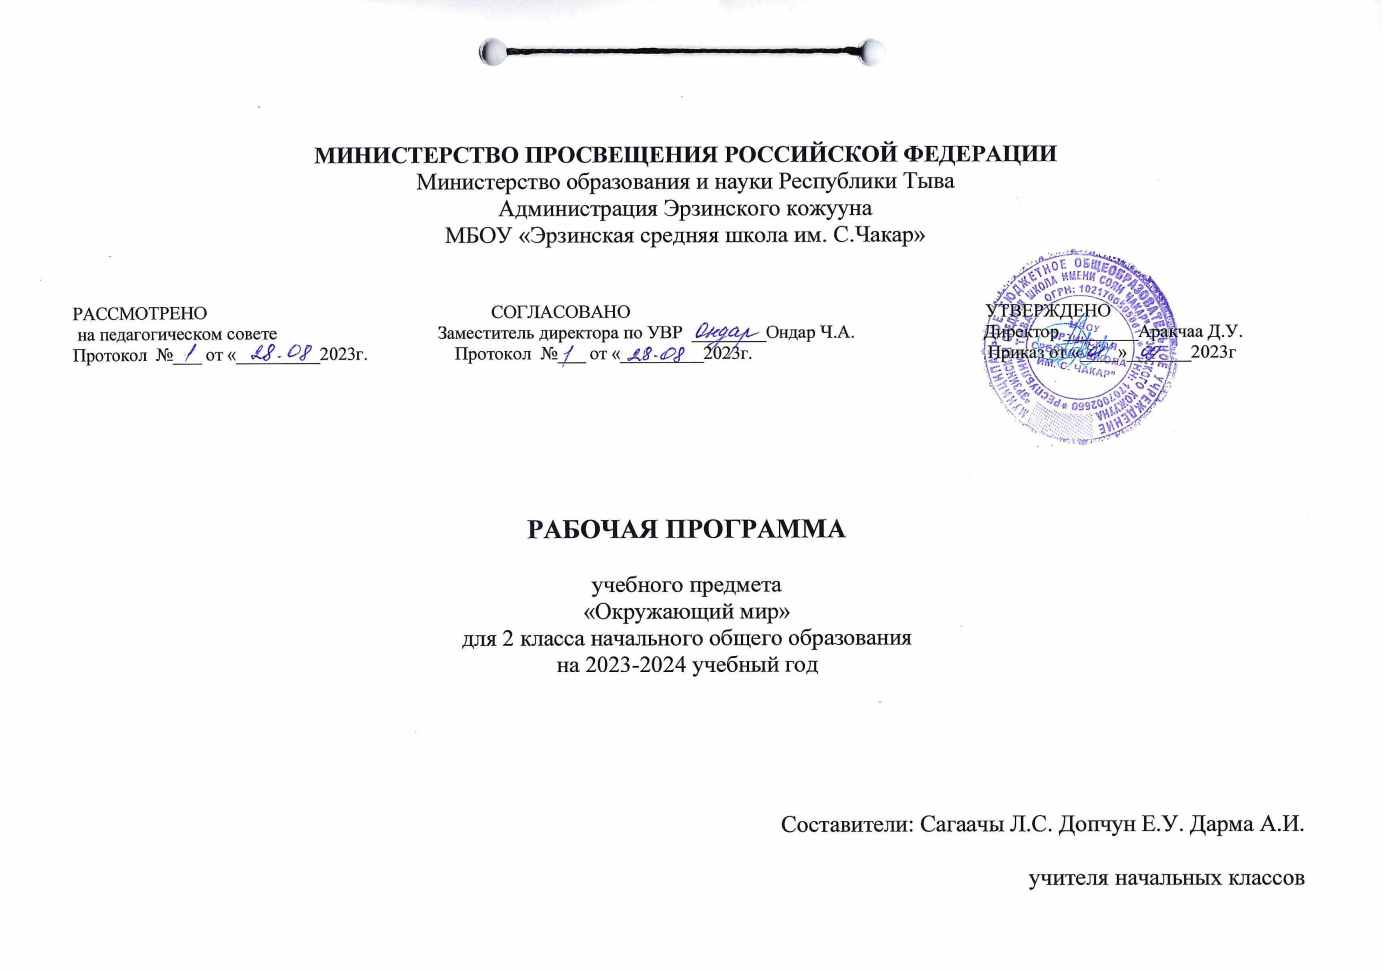 МИНИСТЕРСТВО ПРОСВЕЩЕНИЯ РОССИЙСКОЙ ФЕДЕРАЦИИ
Министерство образования и науки Республики Тыва
Администрация Эрзинского кожууна
МБОУ «Эрзинская средняя школа им. С.Чакар»
РАССМОТРЕНО
на педагогическом совете
Протокол № 1 от « 28-08 2023г.
СОГЛАСОВАНО
Заместитель директора по УВР Ондар Ондар Ч.А.
Протокол № 1 от « 28-08 2023г.
УТВЕРЖДЕНО
Директор Аракчаа Д.У.
Приказ от « » 2023г
ИМ. С. ЧАКАР"
РАБОЧАЯ ПРОГРАММА
учебного предмета
«Окружающий мир»
для 2 класса начального общего образования
на 2023-2024 учебный год
Составители: Сагаачы Л.С. Допчун Е.У. Дарма А.И.
учителя начальных классов